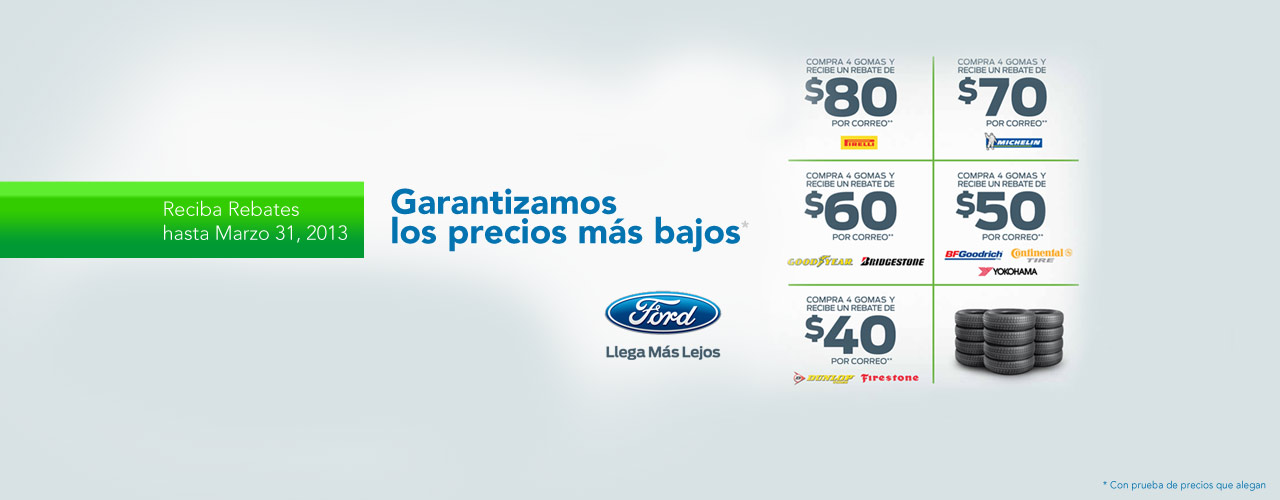 Reciba Rebates
hasta Marzo 31, 2013
Garantizamos
los precios más bajos*
Ford
Llega Más Lejos
COMPRA 4 GOMAS Y
RECIBE UN REBATE DE
$80
POR CORREO**
PIRELLI
COMPRA 4 GOMAS Y
RECIBE UN REBATE DE
$70
POR CORREO**
MICHELIN
COMPRA 4 GOMAS Y
RECIBE UN REBATE DE
$60
POR CORREO**
GOODYEAR BRIDGESTONE
COMPRA 4 GOMAS Y
RECIBE UN REBATE DE
$50
POR CORREO**
BFGoodrich Continental
TIRE
YOKOHAMA
COMPRA 4 GOMAS Y
RECIBE UN REBATE DE
$40
POR CORREO**
DUNLOP Firestone
* Con prueba de precios que alegan